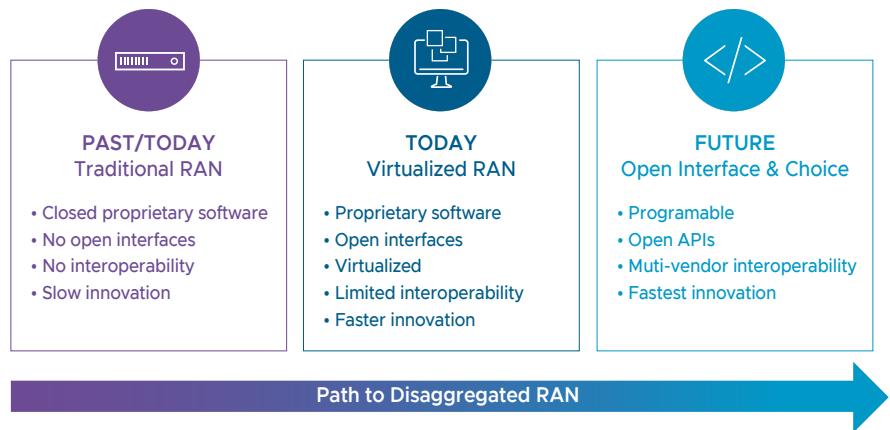 PAST/TODAY
Traditional RAN
• Closed proprietary software
• No open interfaces
• No interoperability
• Slow innovation
TODAY
Virtualized RAN
• Proprietary software
• Open interfaces
• Virtualized
• Limited interoperability
• Faster innovation
FUTURE
Open Interface & Choice
• Programable
• Open APIs
• Muti-vendor interoperability
• Fastest innovation
Path to Disaggregated RAN